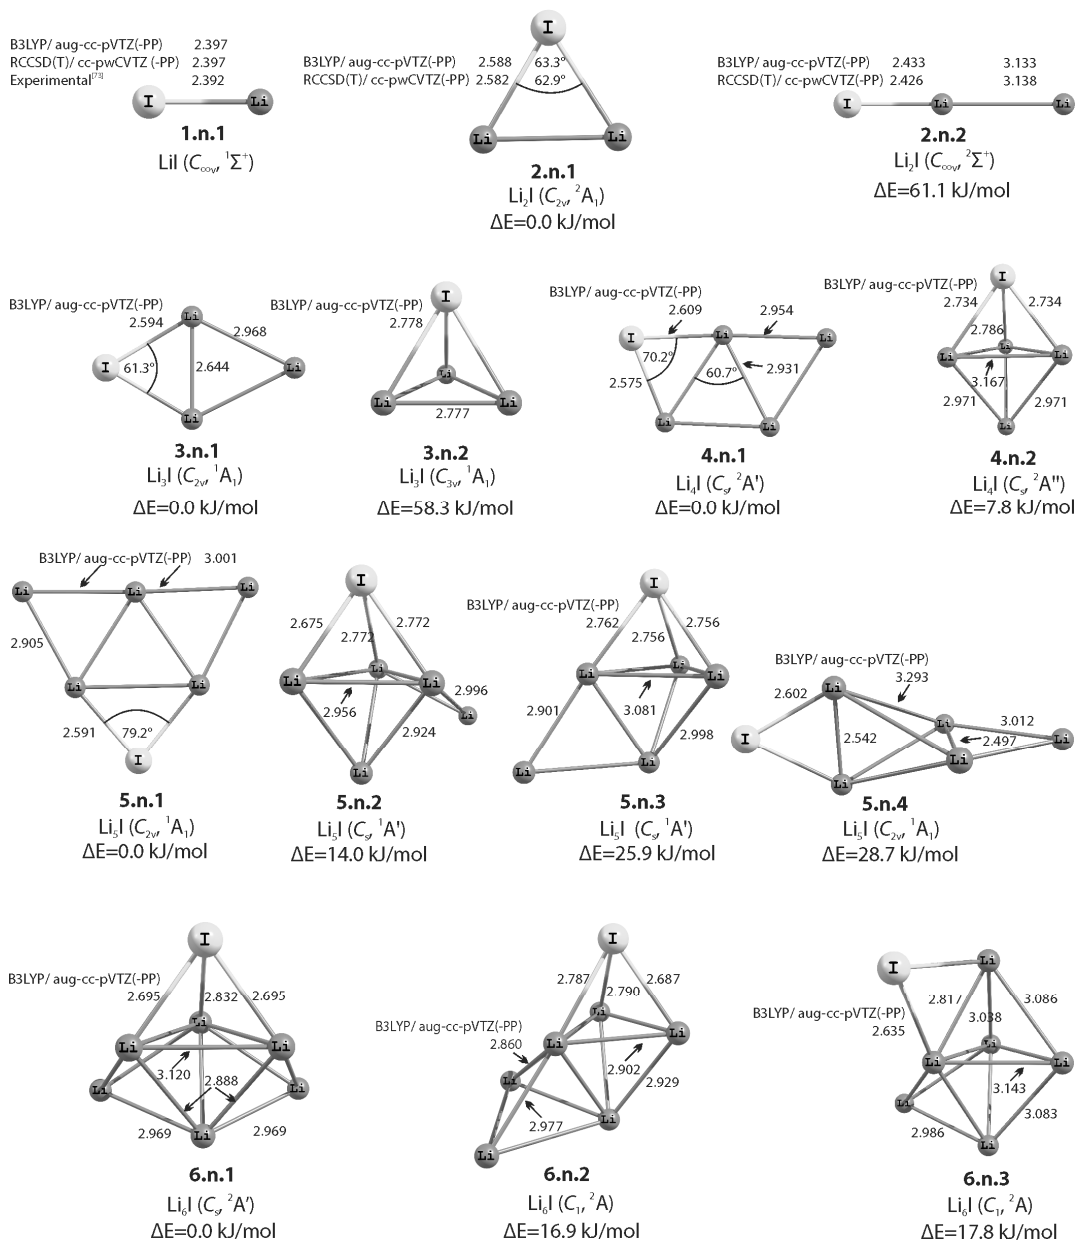 B3LYP/ aug-cc-pVTZ(-PP) 2.397
RCCSD(T)/ cc-pwCVTZ (-PP) 2.397
Experimental[73] 2.392
I Li
1.n.1
LiI (C∞v, ¹Σ⁺)
I
B3LYP/ aug-cc-pVTZ(-PP) 2.588 63.3°
RCCSD(T)/ cc-pwCVTZ(-PP) 2.582 62.9°
Li Li
2.n.1
Li₂I (C₂v, ²A₁)
ΔE=0.0 kJ/mol
B3LYP/ aug-cc-pVTZ(-PP) 2.433 3.133
RCCSD(T)/ cc-pwCVTZ(-PP) 2.426 3.138
I Li Li
2.n.2
Li₂I (C∞v, ²Σ⁺)
ΔE=61.1 kJ/mol
B3LYP/ aug-cc-pVTZ(-PP)
2.594 Li 2.968
I 61.3° 2.644 Li
Li
3.n.1
Li₃I (C₂v, ¹A₁)
ΔE=0.0 kJ/mol
I
B3LYP/ aug-cc-pVTZ(-PP)
2.778
Li
Li Li
2.777
3.n.2
Li₃I (C₃v, ¹A₁)
ΔE=58.3 kJ/mol
B3LYP/ aug-cc-pVTZ(-PP)
2.609 2.954
I Li Li
70.2°
2.575 60.7° 2.931
Li Li
4.n.1
Li₄I (Cs, ²A')
ΔE=0.0 kJ/mol
I
B3LYP/ aug-cc-pVTZ(-PP)
2.734 2.734
2.786
Li Li Li
3.167
2.971 2.971
Li
4.n.2
Li₄I (Cs, ²A'')
ΔE=7.8 kJ/mol
B3LYP/ aug-cc-pVTZ(-PP) 3.001
Li Li Li
2.905
Li Li
2.591 79.2°
I
5.n.1
Li₅I (C₂v, ¹A₁)
ΔE=0.0 kJ/mol
I
2.675 2.772 2.772
Li Li Li
2.956 2.996
Li
2.924
Li
5.n.2
Li₅I (Cs, ¹A')
ΔE=14.0 kJ/mol
I
B3LYP/ aug-cc-pVTZ(-PP)
2.762 2.756 2.756
Li Li Li
2.901 3.081
2.998
Li Li
5.n.3
Li₅I (Cs, ¹A')
ΔE=25.9 kJ/mol
B3LYP/ aug-cc-pVTZ(-PP)
2.602 Li 3.293
I 2.542 Li 3.012 Li
2.497
Li Li
5.n.4
Li₅I (C₂v, ¹A₁)
ΔE=28.7 kJ/mol
I
B3LYP/ aug-cc-pVTZ(-PP)
2.695 2.832 2.695
Li Li Li
3.120 2.888
Li Li
2.969 Li 2.969
6.n.1
Li₆I (Cs, ²A')
ΔE=0.0 kJ/mol
I
2.787 2.790 2.687
Li
B3LYP/ aug-cc-pVTZ(-PP)
2.860 Li Li
Li 2.902 2.929
2.977 Li
Li
6.n.2
Li₆I (C₁, ²A)
ΔE=16.9 kJ/mol
I Li
2.817 3.086
B3LYP/ aug-cc-pVTZ(-PP) 3.038
2.635
Li Li Li
3.143
Li 3.083
2.986 Li
6.n.3
Li₆I (C₁, ²A)
ΔE=17.8 kJ/mol